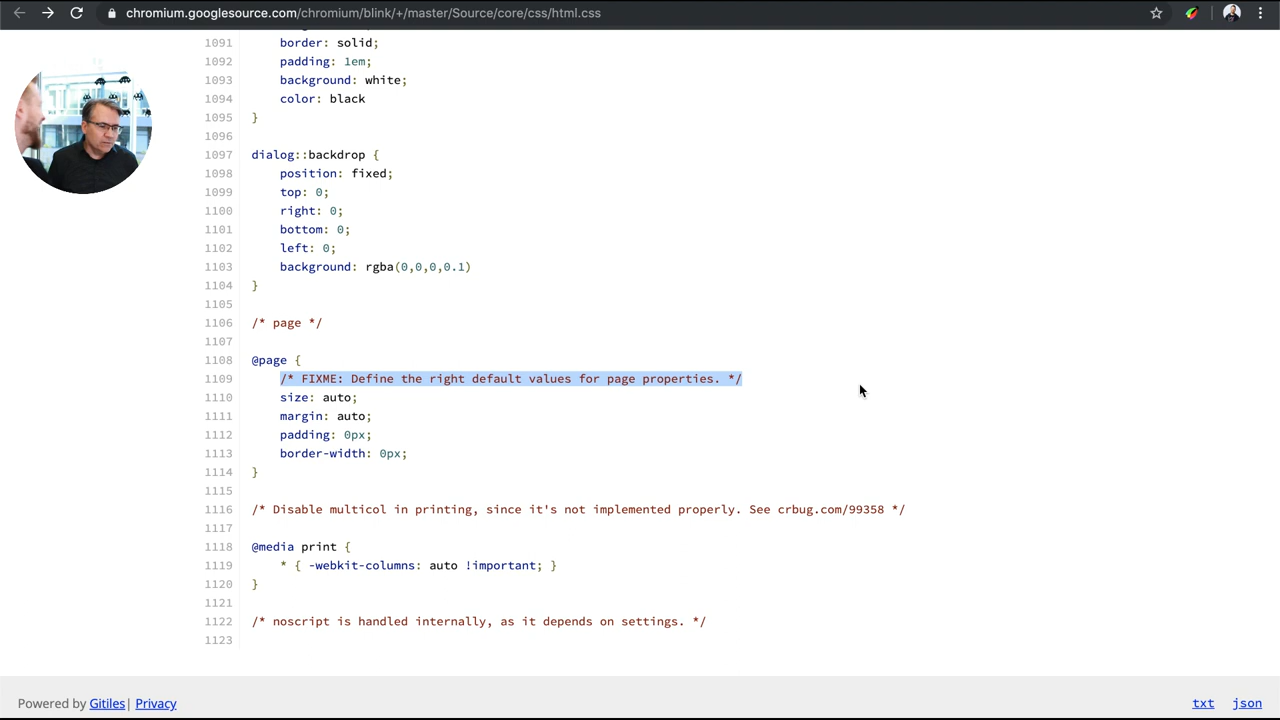 chromium.googlesource.com/chromium/blink/+/master/Source/core/css/html.css
1091 border: solid;
1092 padding: 1em;
1093 background: white;
1094 color: black
1095 }
1096
1097 dialog::backdrop {
1098 position: fixed;
1099 top: 0;
1100 right: 0;
1101 bottom: 0;
1102 left: 0;
1103 background: rgba(0,0,0,0.1)
1104 }
1105
1106 /* page */
1107
1108 @page {
1109 /* FIXME: Define the right default values for page properties. */
1110 size: auto;
1111 margin: auto;
1112 padding: 0px;
1113 border-width: 0px;
1114 }
1115
1116 /* Disable multicol in printing, since it's not implemented properly. See crbug.com/99358 */
1117
1118 @media print {
1119 * { -webkit-columns: auto !important; }
1120 }
1121
1122 /* noscript is handled internally, as it depends on settings. */
1123
Powered by Gitiles| Privacy
txt json